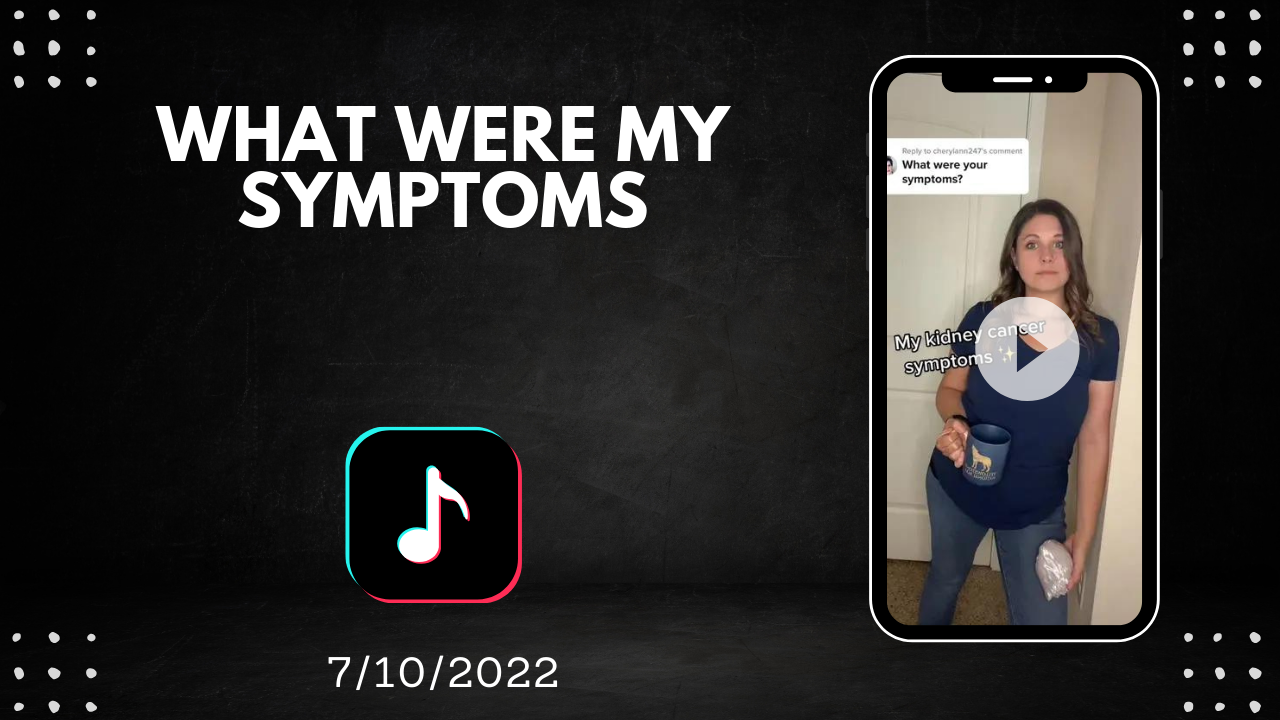 WHAT WERE MY
SYMPTOMS
7/10/2022
Reply to cherylann247's comment
What were your
symptoms?
My kidney cancer
symptoms ✨